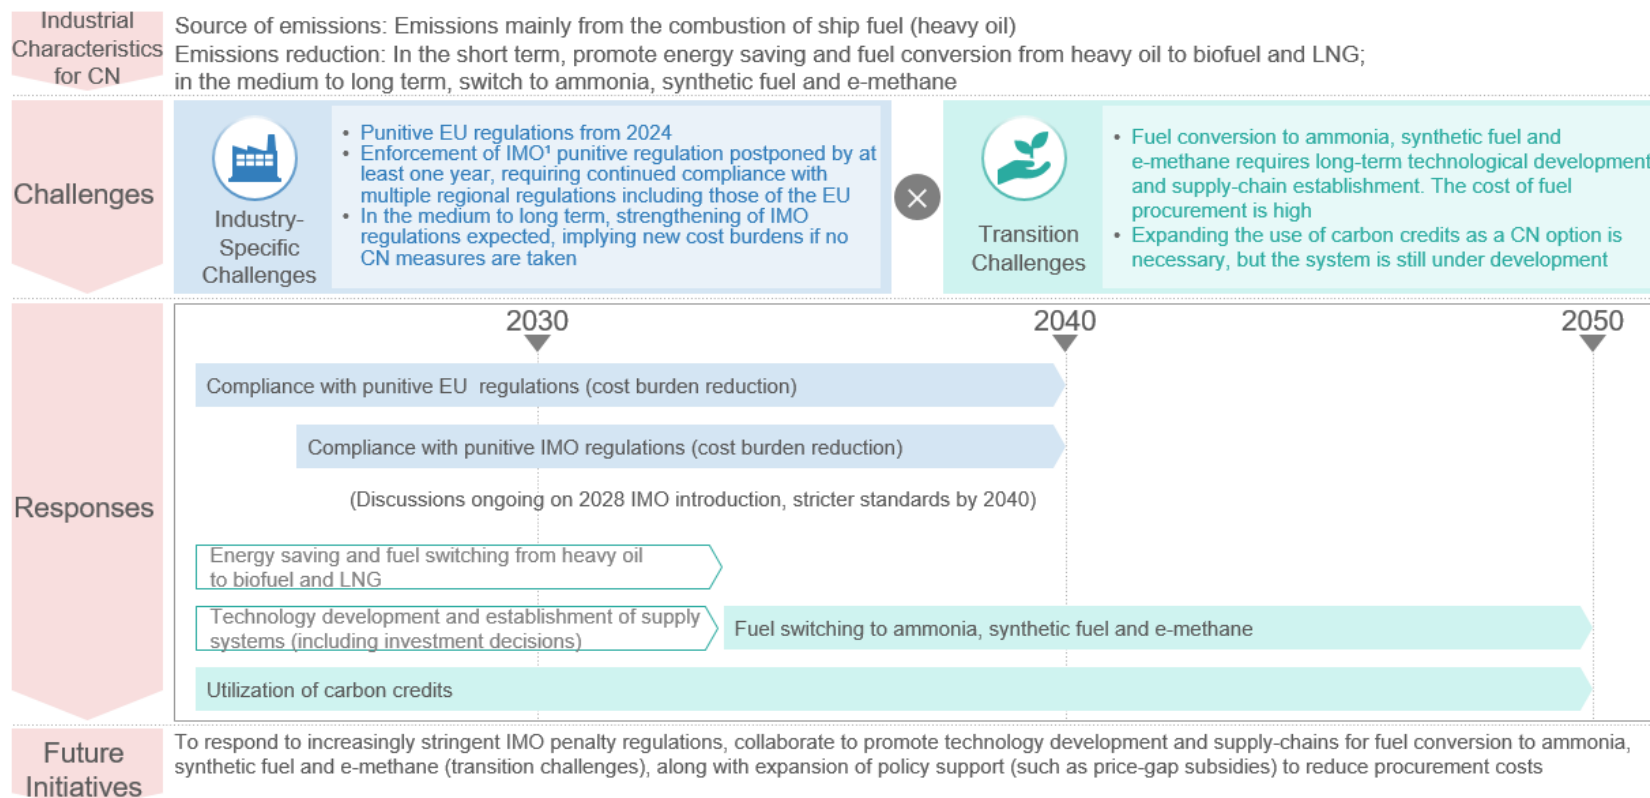 Industrial
Characteristics
for CN
Source of emissions: Emissions mainly from the combustion of ship fuel (heavy oil)
Emissions reduction: In the short term, promote energy saving and fuel conversion from heavy oil to biofuel and LNG;
in the medium to long term, switch to ammonia, synthetic fuel and e-methane
Challenges
Industry-
Specific
Challenges
• Punitive EU regulations from 2024
• Enforcement of IMO¹ punitive regulation postponed by at
least one year, requiring continued compliance with
multiple regional regulations including those of the EU
• In the medium to long term, strengthening of IMO
regulations expected, implying new cost burdens if no
CN measures are taken
Transition
Challenges
• Fuel conversion to ammonia, synthetic fuel and
e-methane requires long-term technological development
and supply-chain establishment. The cost of fuel
procurement is high
• Expanding the use of carbon credits as a CN option is
necessary, but the system is still under development
Responses
2030
2040
2050
Compliance with punitive EU regulations (cost burden reduction)
Compliance with punitive IMO regulations (cost burden reduction)
(Discussions ongoing on 2028 IMO introduction, stricter standards by 2040)
Energy saving and fuel switching from heavy oil
to biofuel and LNG
Technology development and establishment of supply
systems (including investment decisions)
Fuel switching to ammonia, synthetic fuel and e-methane
Utilization of carbon credits
Future
Initiatives
To respond to increasingly stringent IMO penalty regulations, collaborate to promote technology development and supply-chains for fuel conversion to ammonia,
synthetic fuel and e-methane (transition challenges), along with expansion of policy support (such as price-gap subsidies) to reduce procurement costs